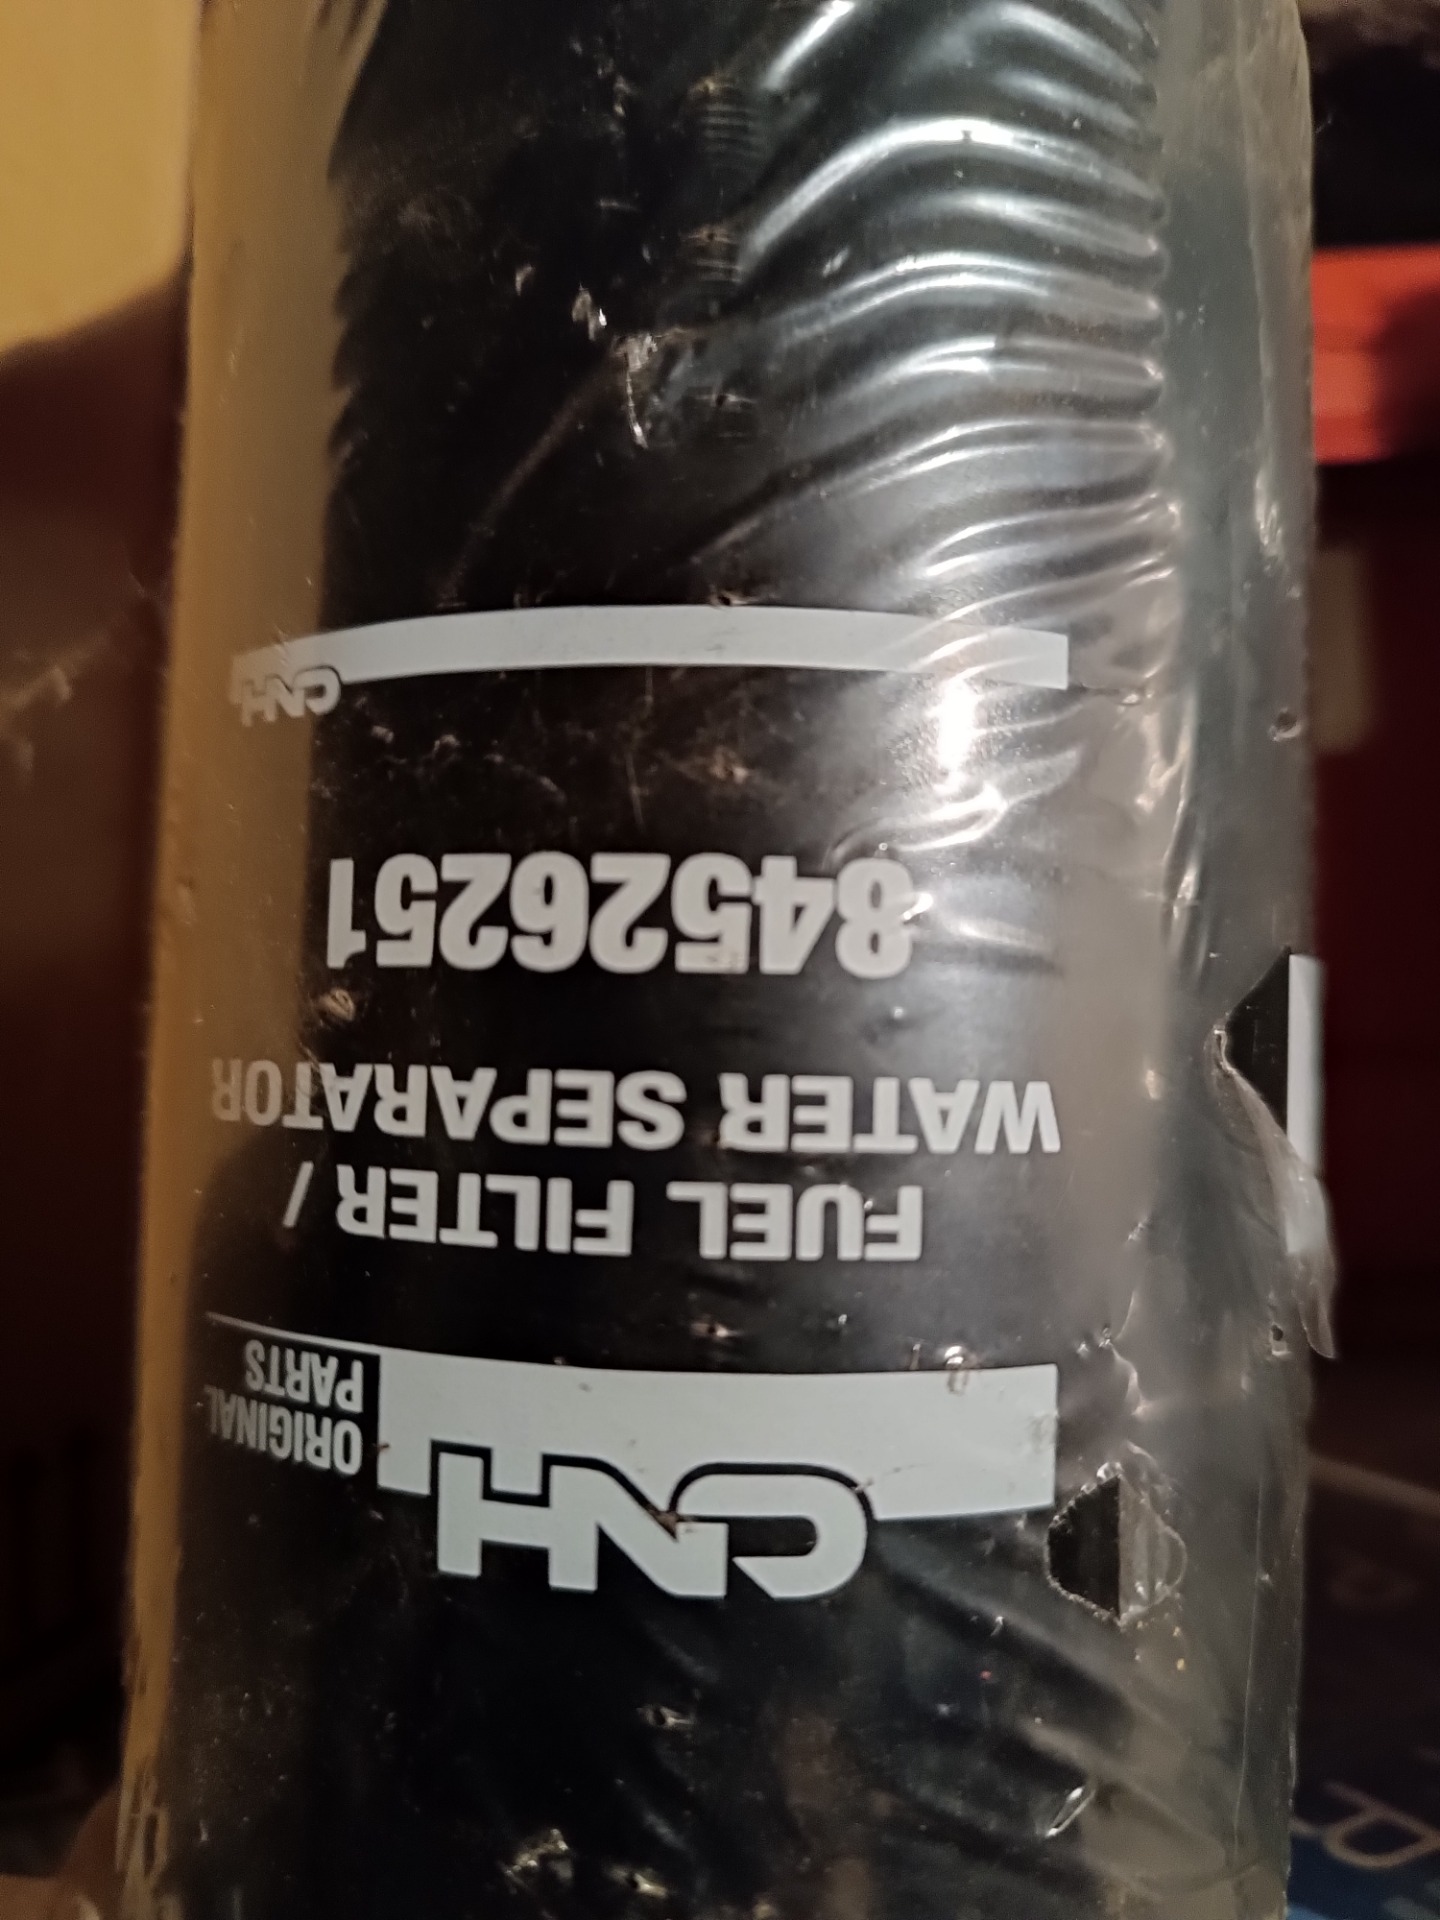 CNH
ORIGINAL
PARTS
FUEL FILTER /
WATER SEPARATOR
84526251
CNH